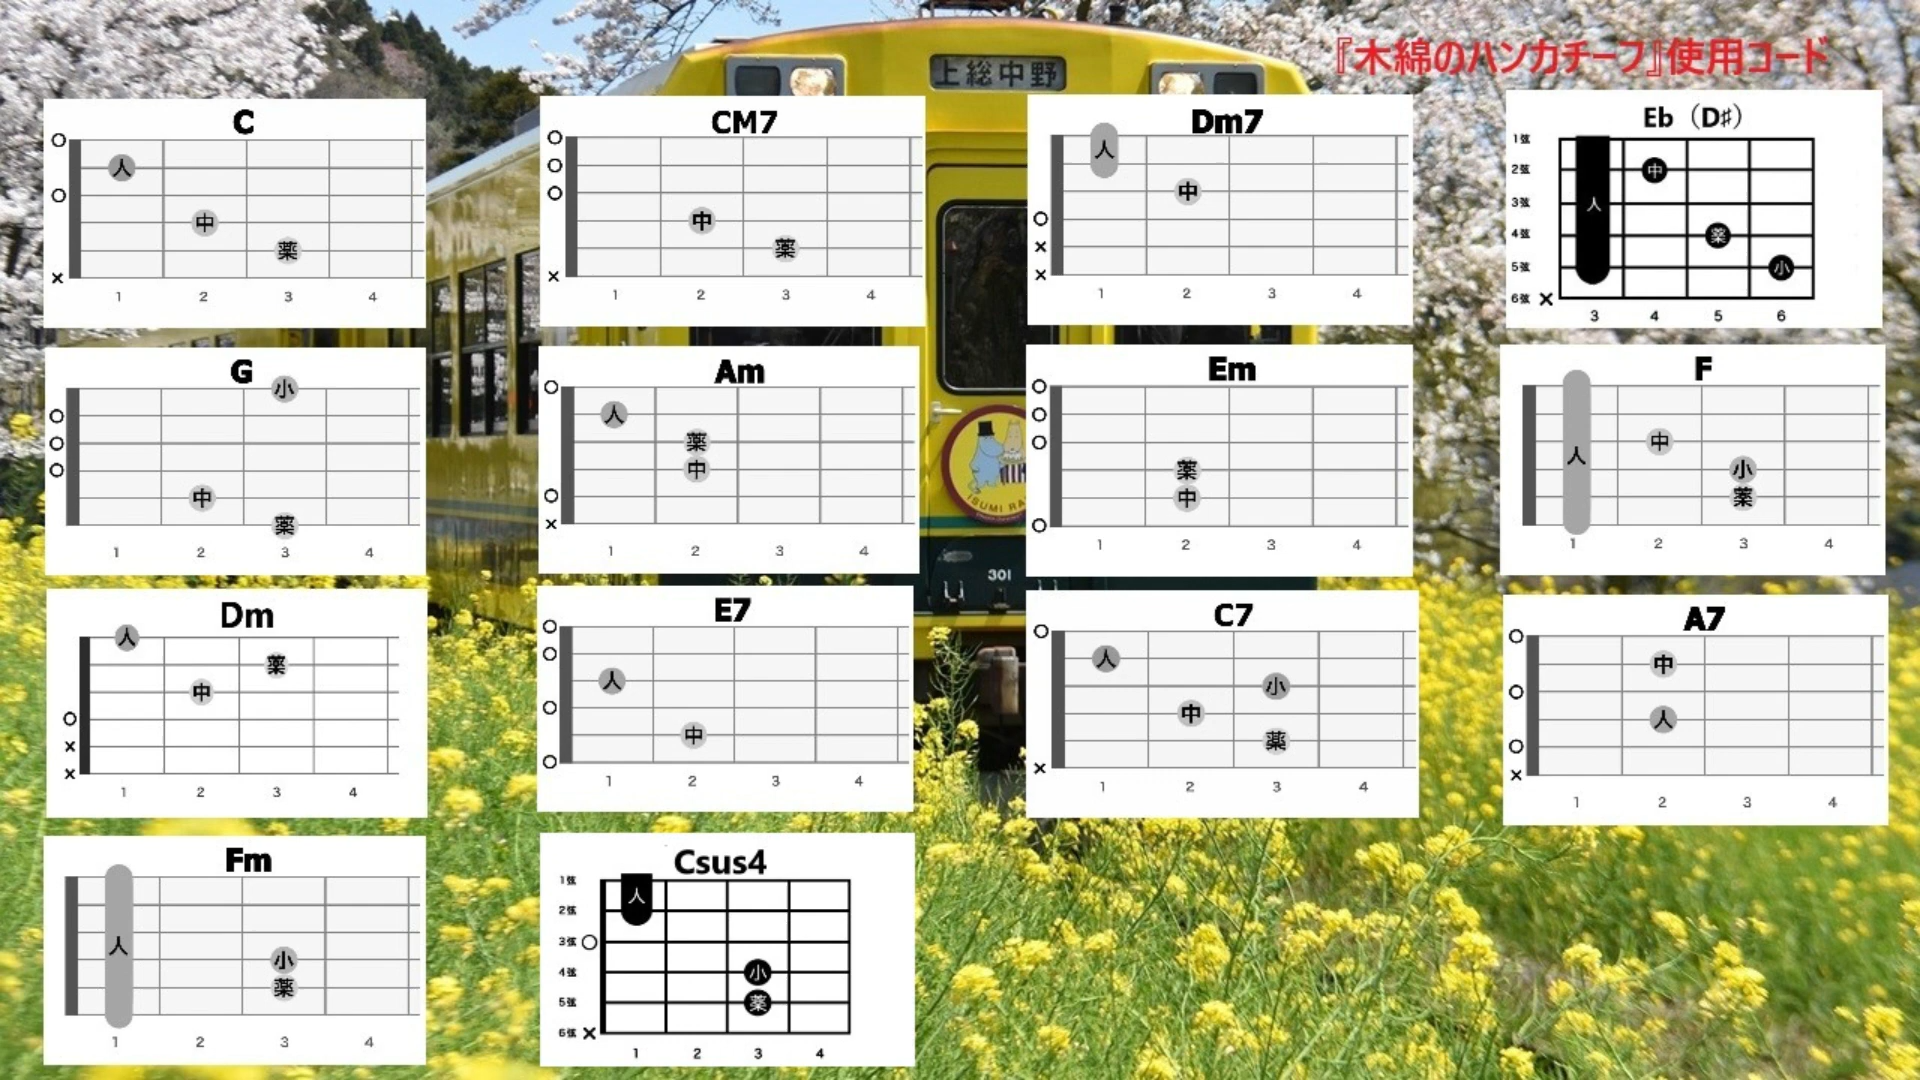 『木綿のハンカチーフ』使用コード
上総中野
C
○
人
○
中
薬
×
1 2 3 4
CM7
○
○
○
中
薬
×
1 2 3 4
Dm7
人
中
○
×
×
1 2 3 4
Eb（D♯）
1弦
2弦 中
3弦 人
4弦 薬
5弦 小
6弦 ×
3 4 5 6
G
小
○
○
○
中
薬
1 2 3 4
Am
○
人
薬
中
○
×
1 2 3 4
Em
○
○
○
薬
中
○
1 2 3 4
F
中
人
小
薬
1 2 3 4
ISUMI RA
301
Dm
人
薬
中
○
×
×
1 2 3 4
E7
○
○
人
○
中
○
1 2 3 4
C7
○
人
小
中
薬
×
1 2 3 4
A7
○
中
○
人
○
×
1 2 3 4
Fm
人
小
薬
1 2 3 4
Csus4
1弦 人
2弦
3弦 ○
4弦 小
5弦 薬
6弦 ×
1 2 3 4